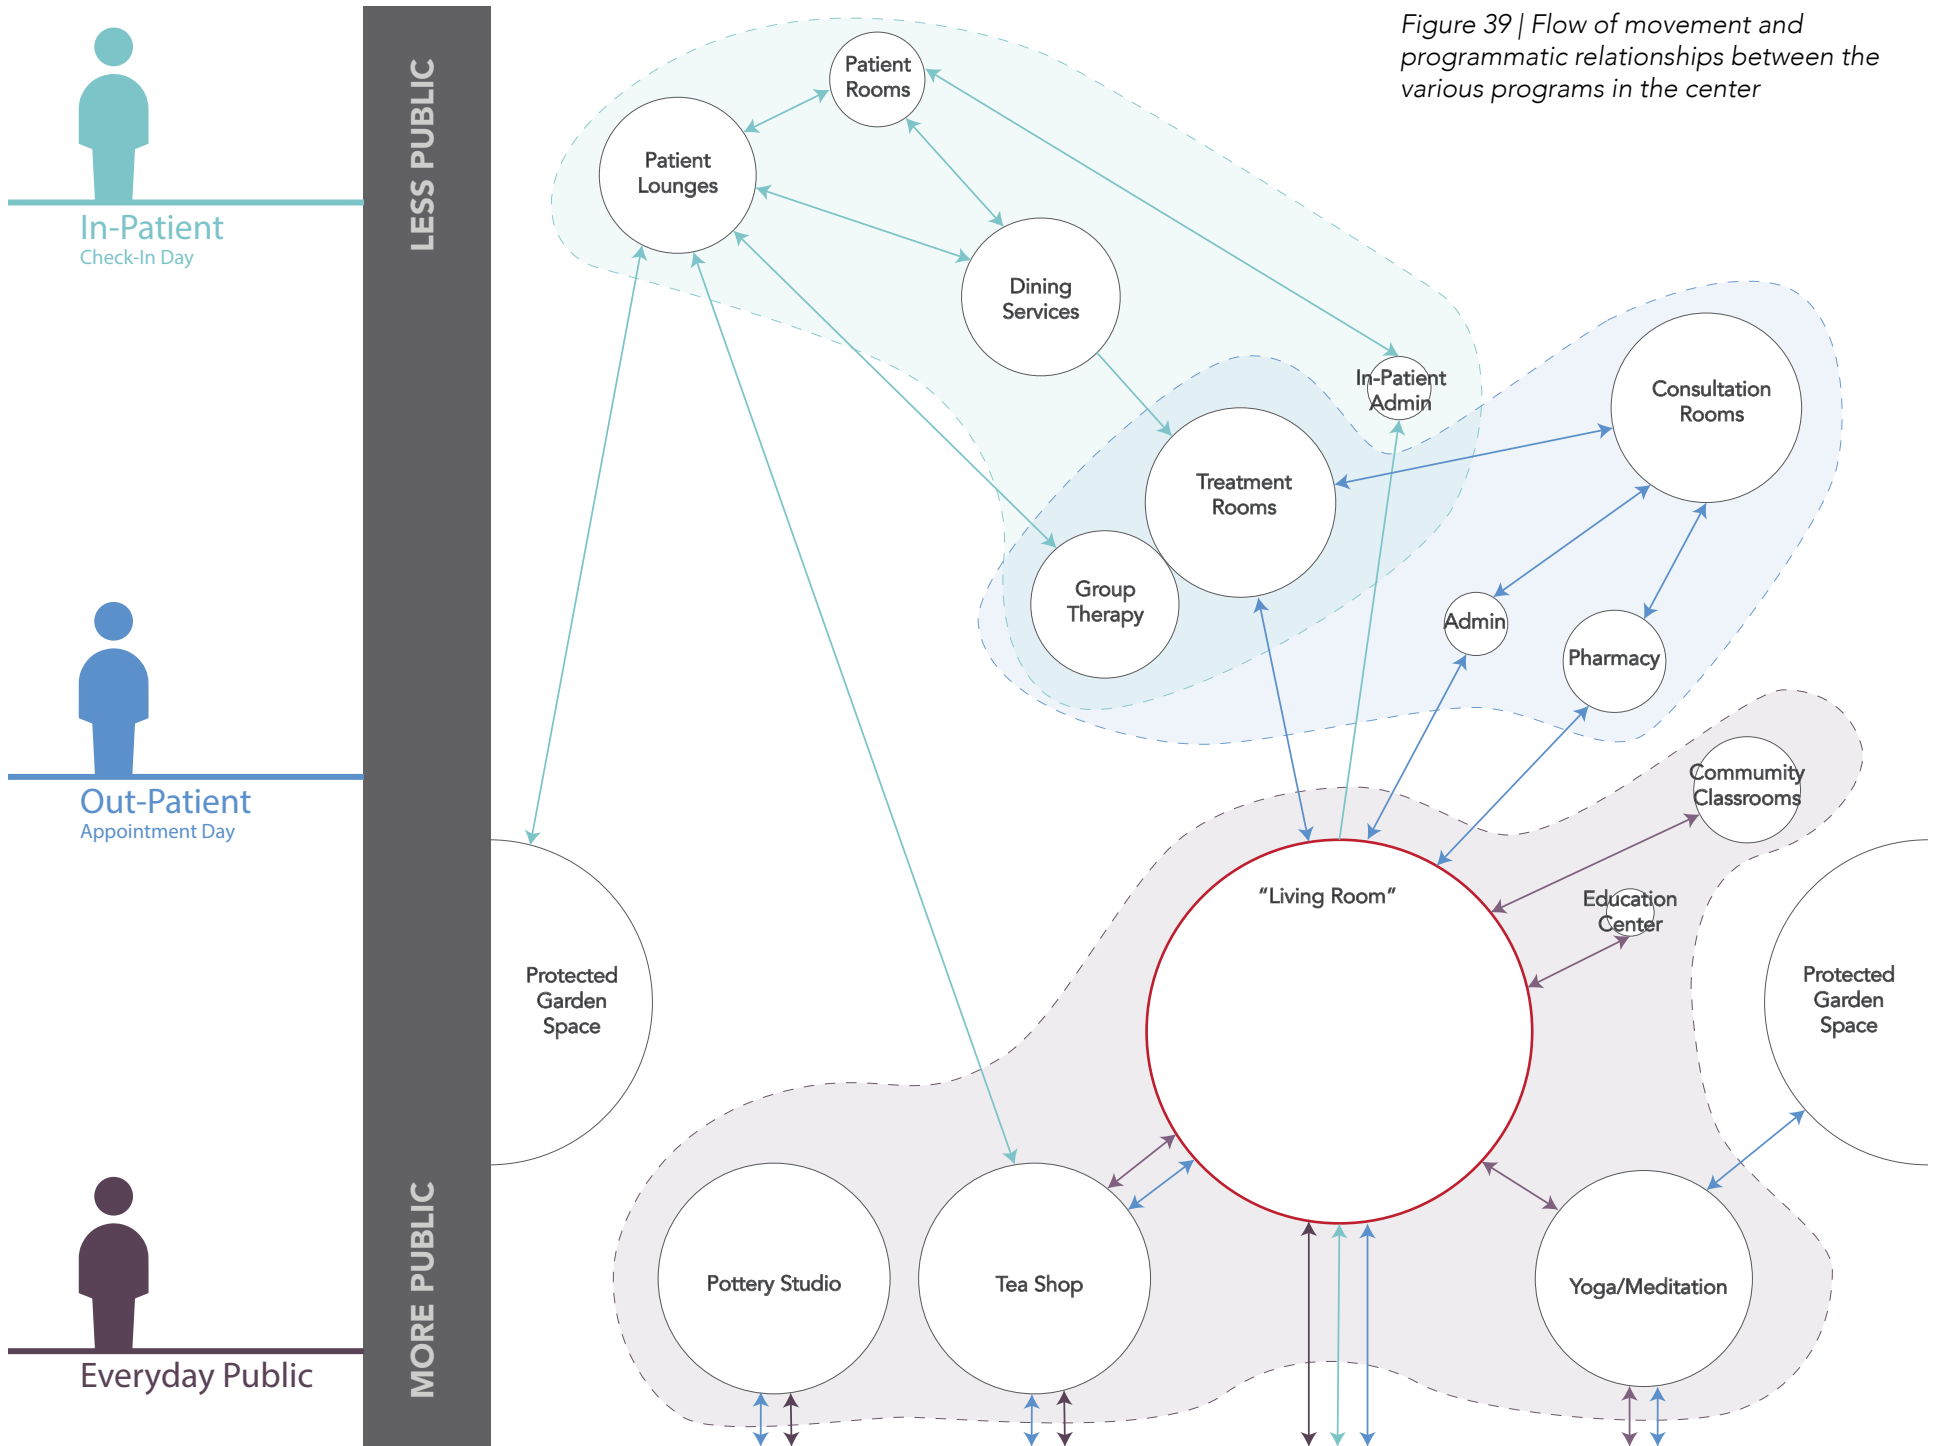 Figure 39 | Flow of movement and
programmatic relationships between the
various programs in the center
In-Patient
Check-In Day
Out-Patient
Appointment Day
Everyday Public
LESS PUBLIC
MORE PUBLIC
Patient
Rooms
Patient
Lounges
Dining
Services
In-Patient
Admin
Consultation
Rooms
Treatment
Rooms
Group
Therapy
Admin
Pharmacy
Commumity
Classrooms
"Living Room"
Education
Center
Protected
Garden
Space
Protected
Garden
Space
Pottery Studio
Tea Shop
Yoga/Meditation